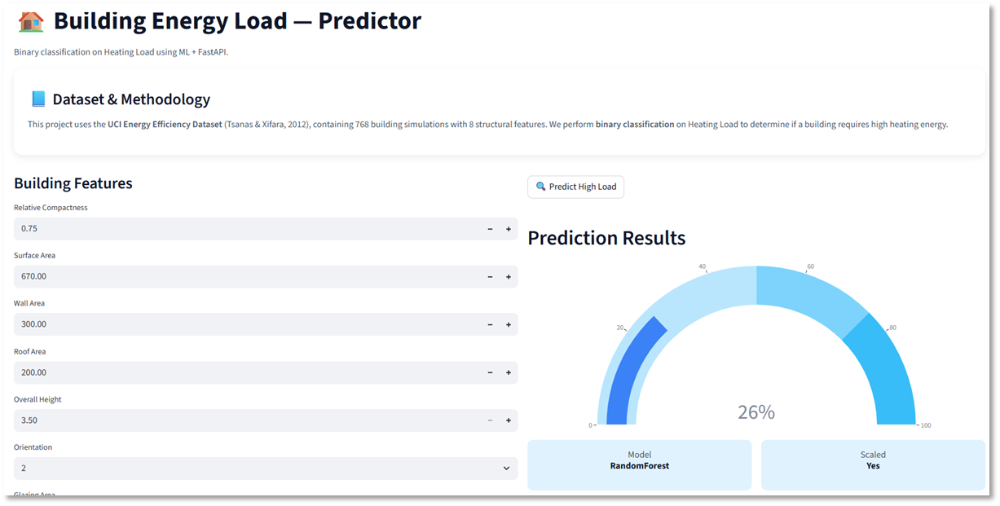 Building Energy Load — Predictor
Binary classification on Heating Load using ML + FastAPI.
Dataset & Methodology
This project uses the UCI Energy Efficiency Dataset (Tsanas & Xifara, 2012), containing 768 building simulations with 8 structural features. We perform binary classification on Heating Load to determine if a building requires high heating energy.
Building Features
Relative Compactness
0.75
− +
Surface Area
670.00
− +
Wall Area
300.00
− +
Roof Area
200.00
− +
Overall Height
3.50
− +
Orientation
2
Glazing Area
Predict High Load
Prediction Results
0
20
40
60
80
100
26%
Model
RandomForest
Scaled
Yes